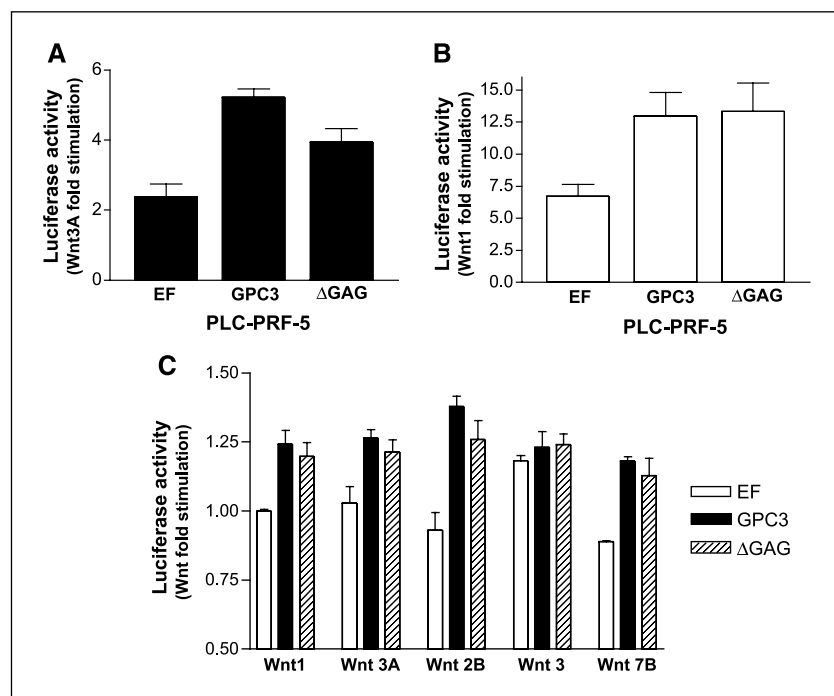 A
Luciferase activity
(Wnt3A fold stimulation)
6
4
2
0
EF GPC3 ΔGAG
PLC-PRF-5
B
Luciferase activity
(Wnt1 fold stimulation)
15.0
12.5
10.0
7.5
5.0
2.5
0.0
EF GPC3 ΔGAG
PLC-PRF-5
C
Luciferase activity
(Wnt fold stimulation)
1.50
1.25
1.00
0.75
0.50
Wnt1 Wnt 3A Wnt 2B Wnt 3 Wnt 7B
EF
GPC3
ΔGAG